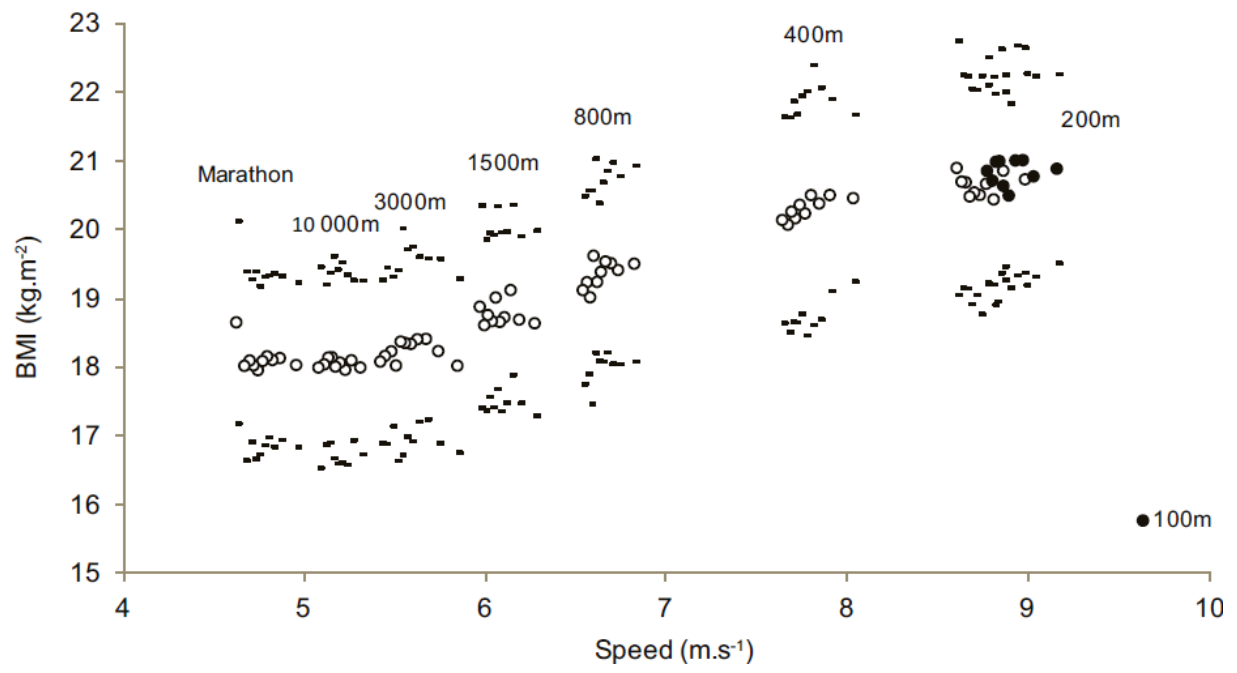 23
22
21
20
19
18
17
16
15
BMI (kg.m-2)
4 5 6 7 8 9 10
Speed (m.s-1)
Marathon
10 000m
3000m
1500m
800m
400m
200m
100m